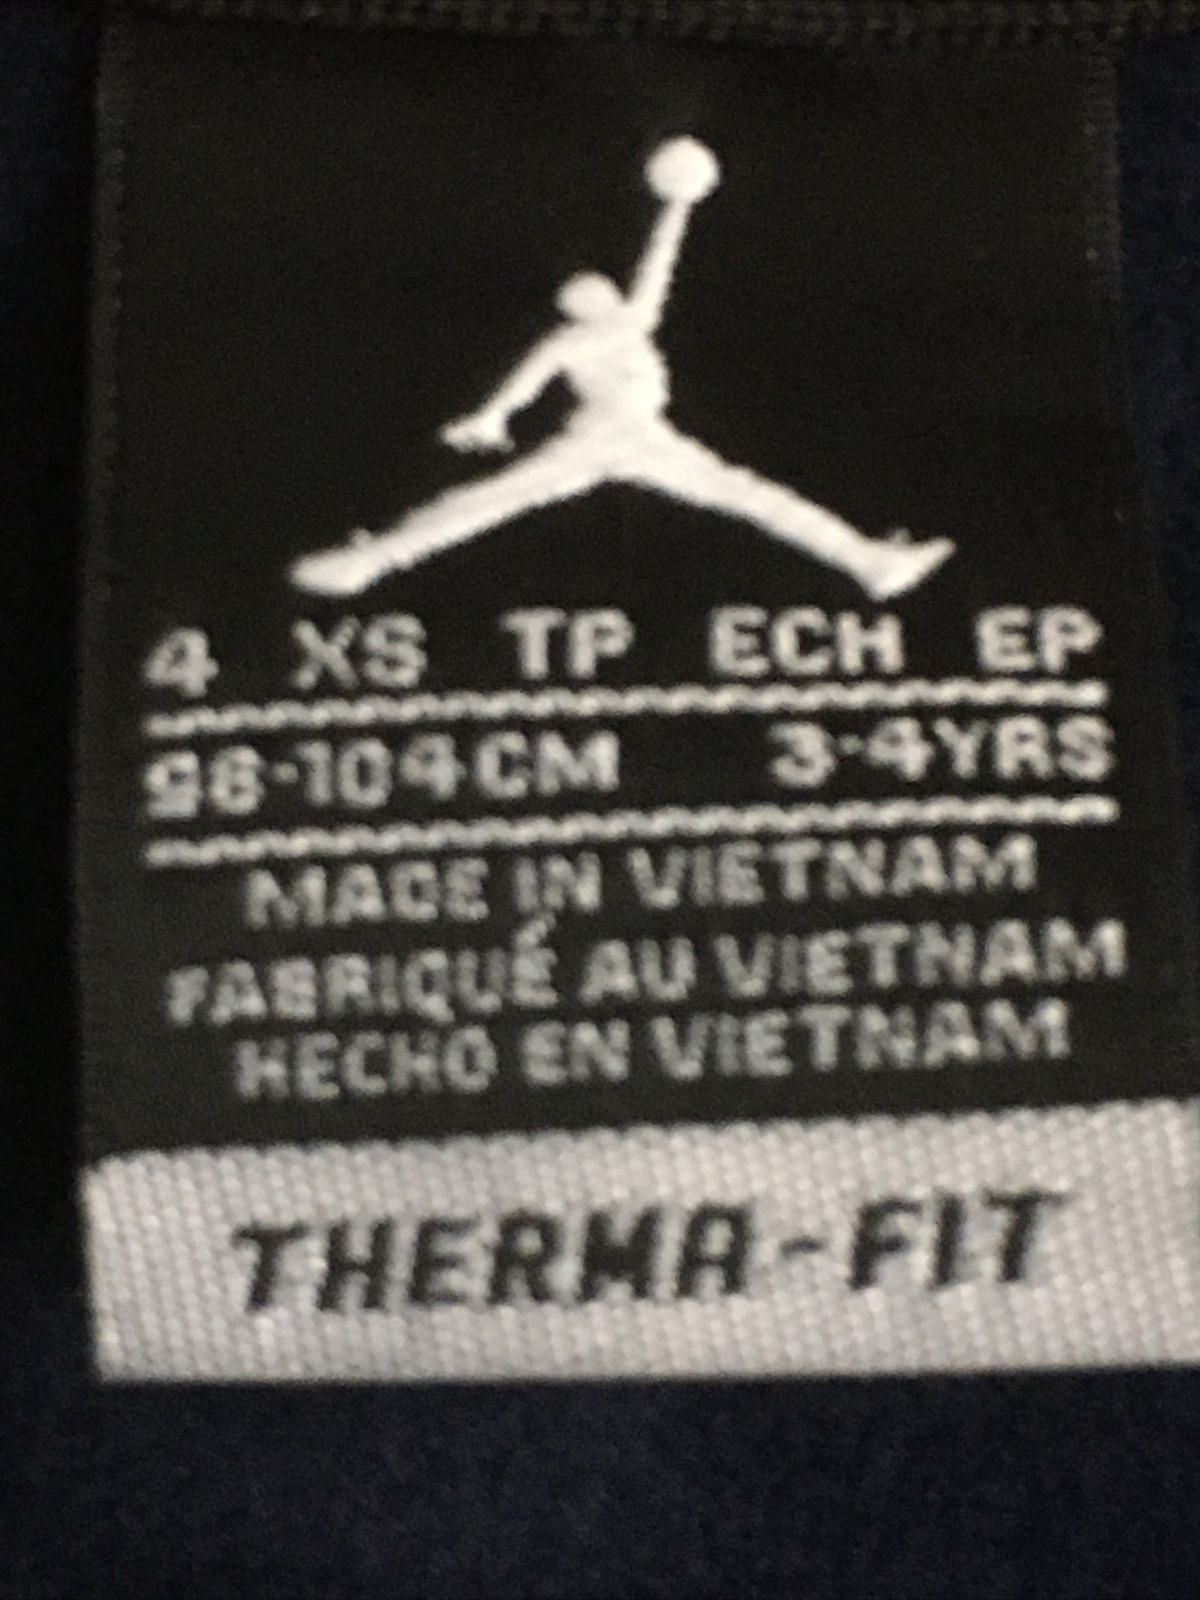 4 XS TP ECH EP
96-104CM 3-4YRS
MADE IN VIETNAM
FABRIQUÉ AU VIETNAM
HECHO EN VIETNAM
THERMA-FIT